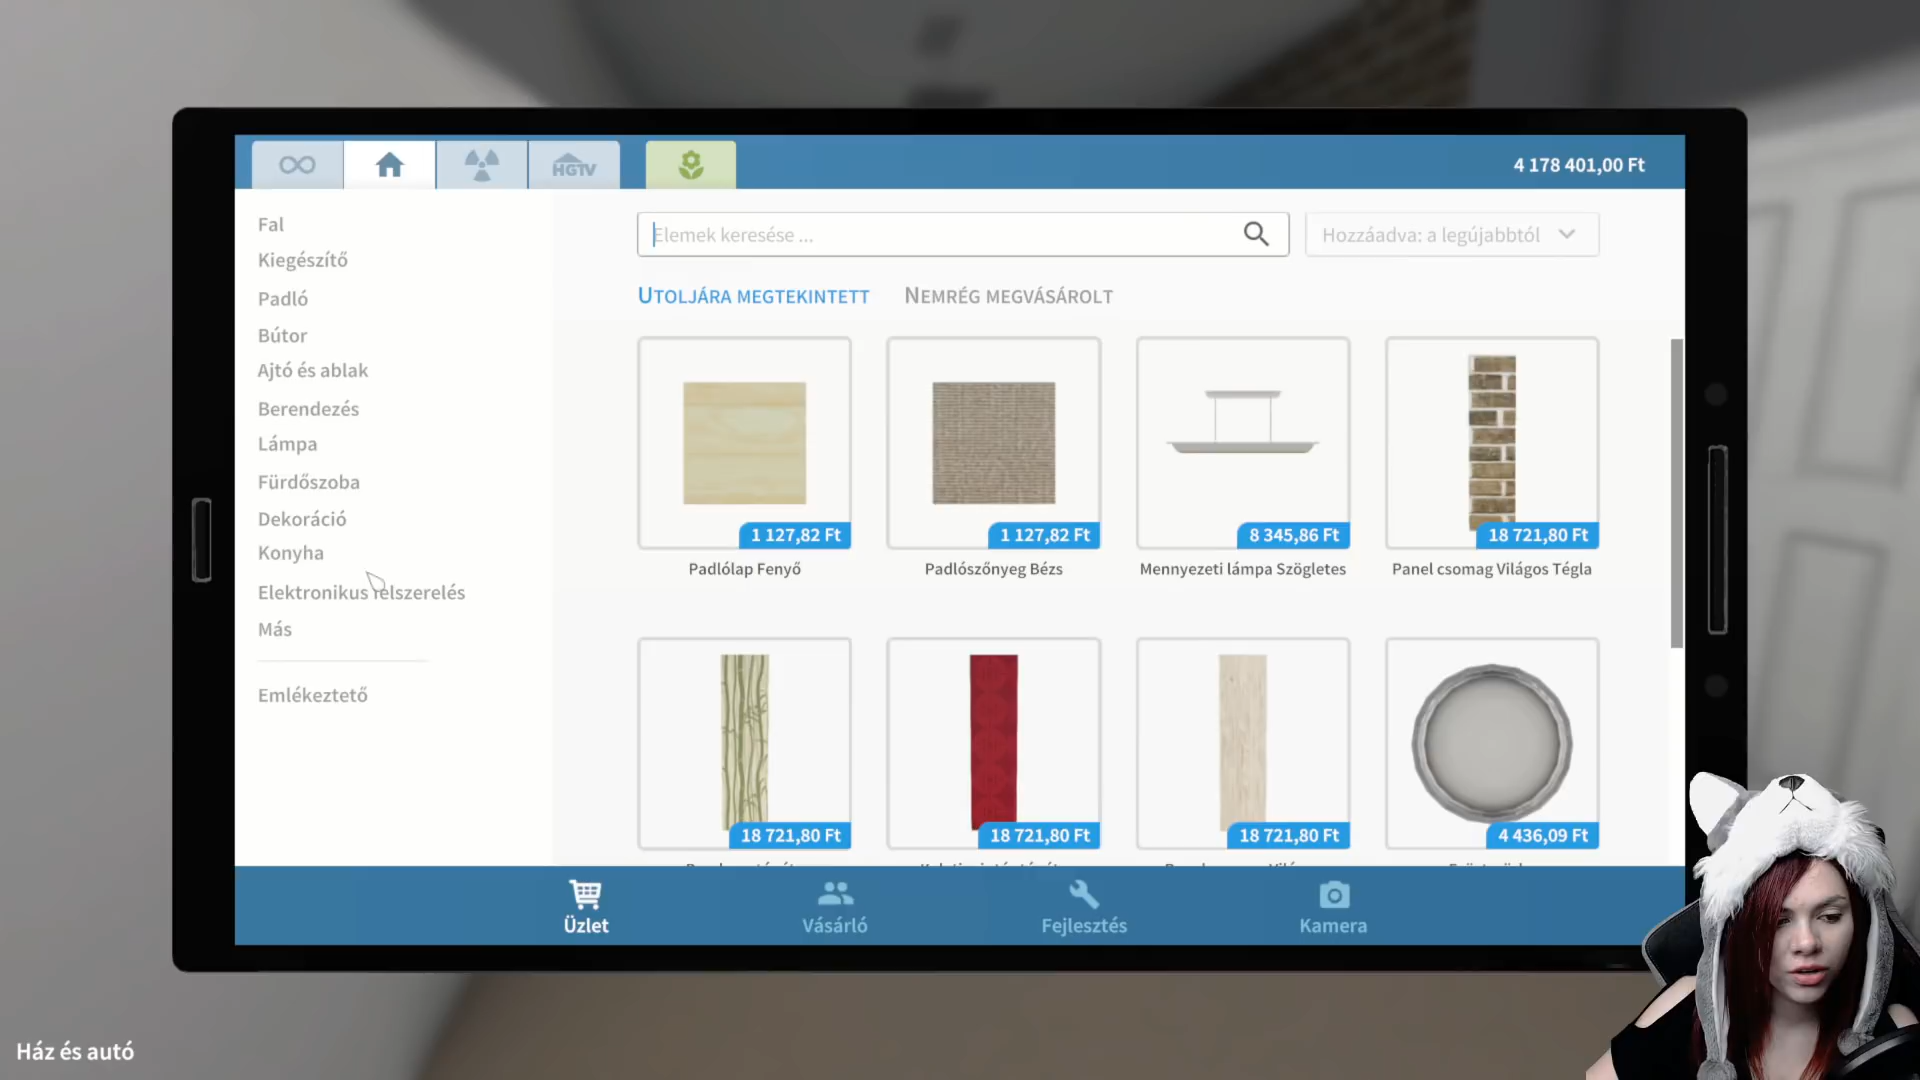 HGTV
4 178 401,00 Ft
Fal
Kiegészítő
Padló
Bútor
Ajtó és ablak
Berendezés
Lámpa
Fürdőszoba
Dekoráció
Konyha
Elektronikus felszerelés
Más
Emlékeztető
Elemek keresése ...
Hozzáadva: a legújabbtól
UTOLJÁRA MEGTEKINTETT
NEMRÉG MEGVÁSÁROLT
1 127,82 Ft
1 127,82 Ft
8 345,86 Ft
18 721,80 Ft
Padlólap Fenyő
Padlószőnyeg Bézs
Mennyezeti lámpa Szögletes
Panel csomag Világos Tégla
18 721,80 Ft
18 721,80 Ft
18 721,80 Ft
4 436,09 Ft
Üzlet
Vásárló
Fejlesztés
Kamera
Ház és autó